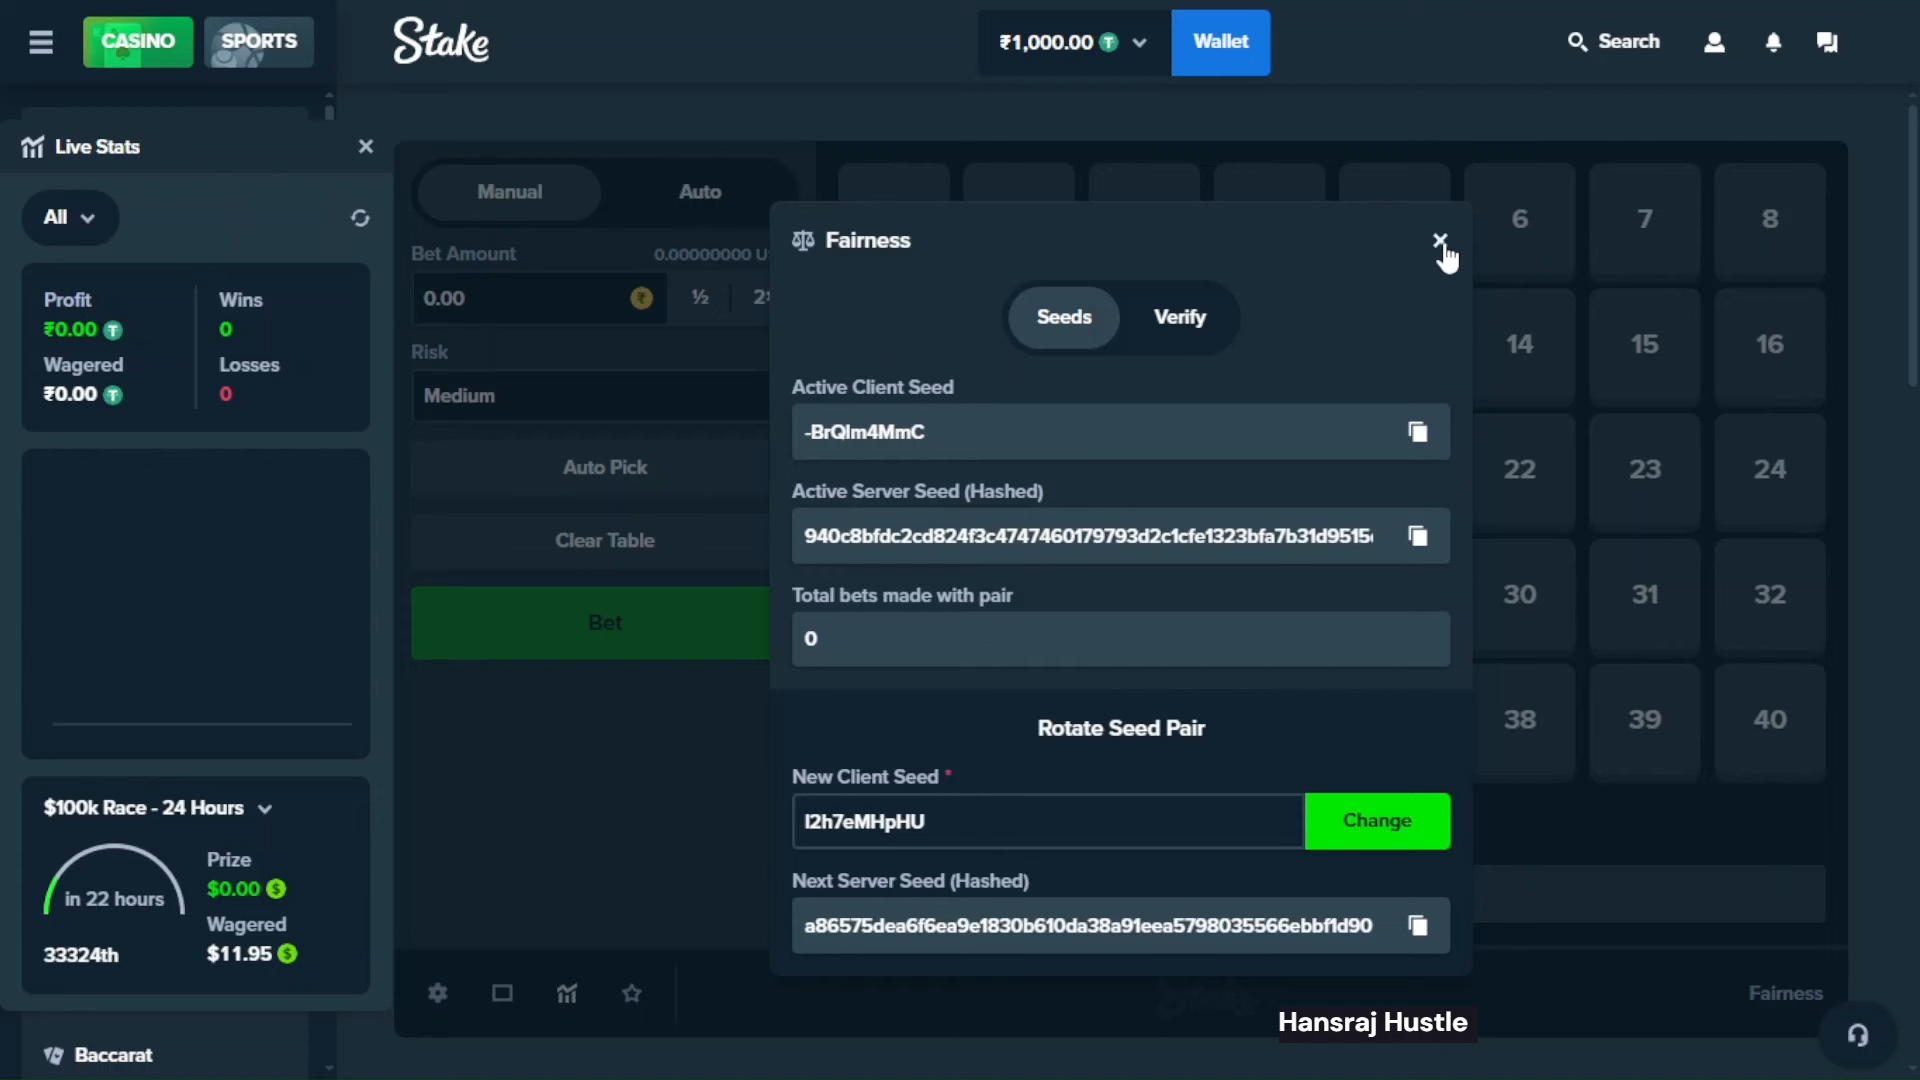 CASINO
SPORTS
Stake
₹1,000.00
Wallet
Search
Live Stats
All
Profit
₹0.00
Wagered
₹0.00
Wins
0
Losses
0
$100k Race - 24 Hours
in 22 hours
33324th
Prize
$0.00
Wagered
$11.95
Baccarat
Manual
Auto
Bet Amount
0.00000000
0.00
½
Risk
Medium
Auto Pick
Clear Table
Bet
Fairness
Seeds
Verify
Active Client Seed
-BrQlm4MmC
Active Server Seed (Hashed)
940c8bfdc2cd824f3c4747460179793d2c1cfe1323bfa7b31d9515
Total bets made with pair
0
Rotate Seed Pair
New Client Seed *
l2h7eMHpHU
Change
Next Server Seed (Hashed)
a86575dea6f6ea9e1830b610da38a91eea5798035566ebbf1d90
6 7 8
14 15 16
22 23 24
30 31 32
38 39 40
Fairness
Hansraj Hustle